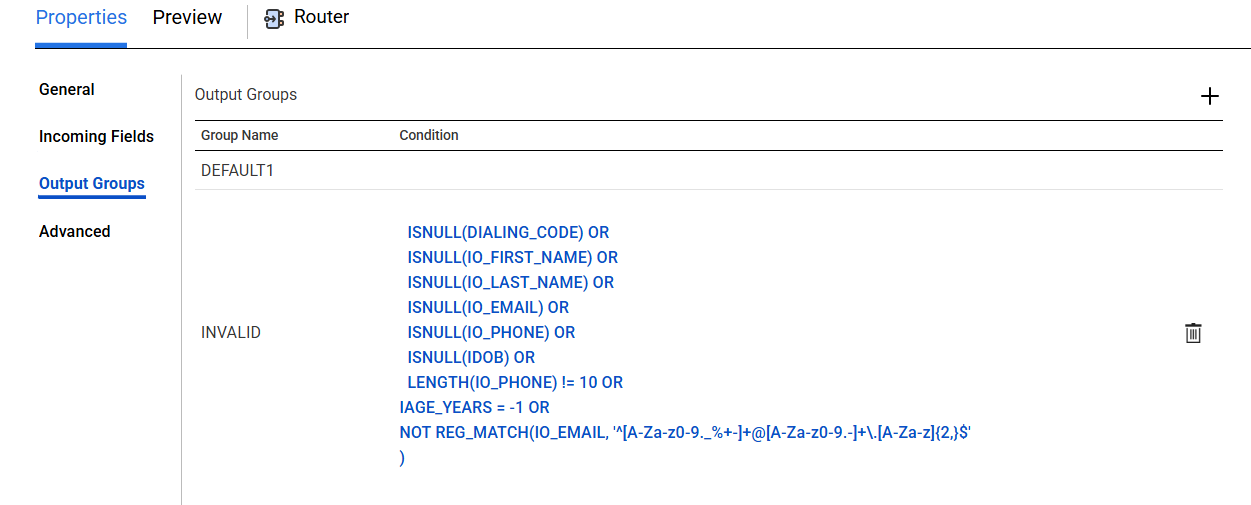 Properties Preview Router
General
Incoming Fields
Output Groups
Advanced
Output Groups
Group Name Condition
DEFAULT1
INVALID
ISNULL(DIALING_CODE) OR
ISNULL(IO_FIRST_NAME) OR
ISNULL(IO_LAST_NAME) OR
ISNULL(IO_EMAIL) OR
ISNULL(IO_PHONE) OR
ISNULL(IDOB) OR
LENGTH(IO_PHONE) != 10 OR
IAGE_YEARS = -1 OR
NOT REG_MATCH(IO_EMAIL, '^[A-Za-z0-9._%+-]+@[A-Za-z0-9.-]+\.[A-Za-z]{2,}$'
)